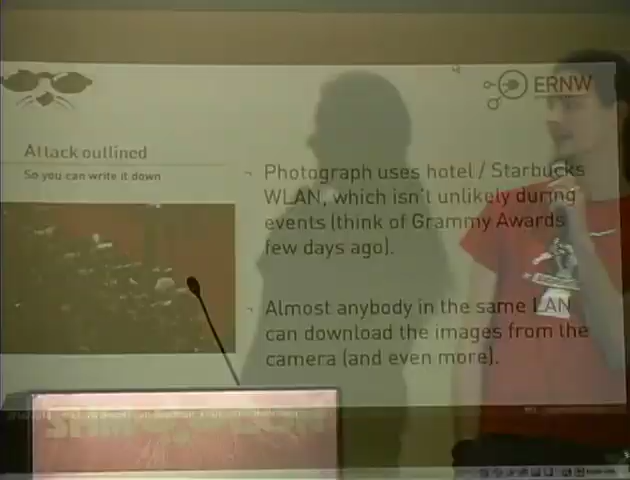 ERNW
Attack outlined
So you can write it down
Photograph uses hotel / Starbucks
WLAN, which isn't unlikely during
events (think of Grammy Awards
few days ago).
Almost anybody in the same LAN
can download the images from the
camera (and even more).